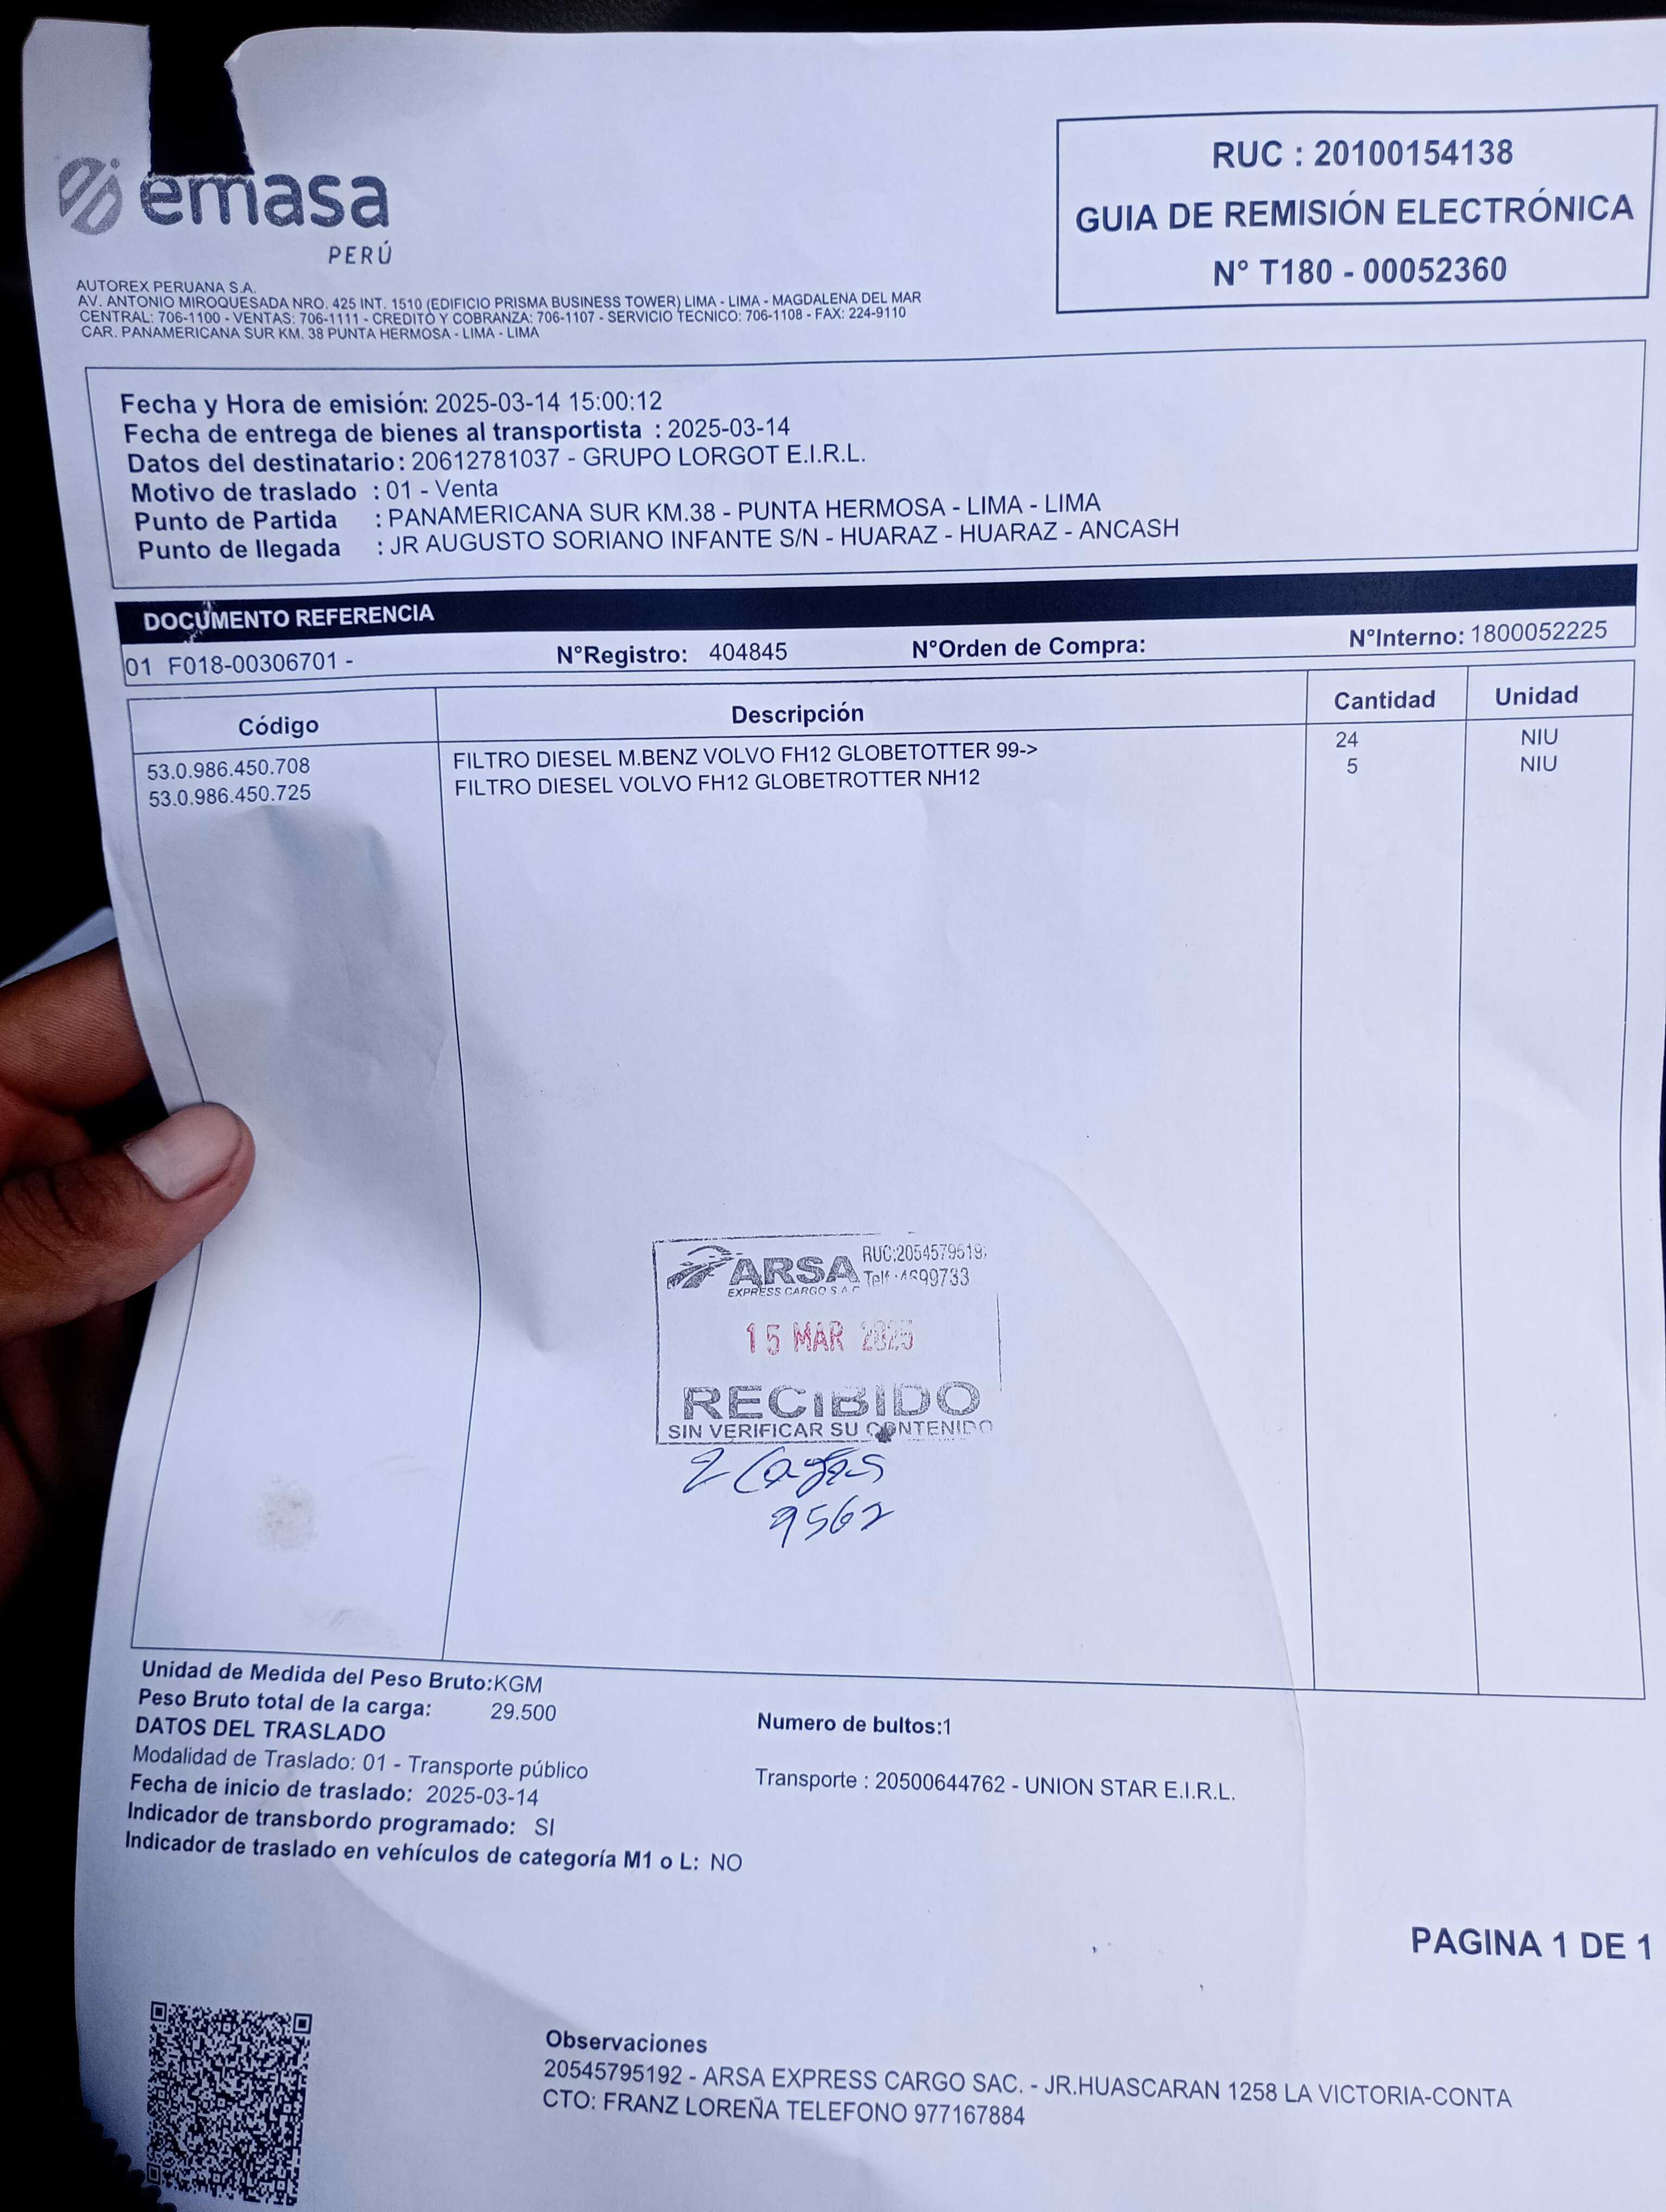 emasa
PERÚ
RUC : 20100154138
GUIA DE REMISIÓN ELECTRÓNICA
N° T180 - 00052360
AUTOREX PERUANA S.A.
AV. ANTONIO MIROQUESADA NRO. 425 INT. 1510 (EDIFICIO PRISMA BUSINESS TOWER) LIMA - LIMA - MAGDALENA DEL MAR
CENTRAL: 706-1100 - VENTAS: 706-1111 - CREDITO Y COBRANZA: 706-1107 - SERVICIO TECNICO: 706-1108 - FAX: 224-9110
CAR. PANAMERICANA SUR KM. 38 PUNTA HERMOSA - LIMA - LIMA
Fecha y Hora de emisión: 2025-03-14 15:00:12
Fecha de entrega de bienes al transportista : 2025-03-14
Datos del destinatario: 20612781037 - GRUPO LORGOT E.I.R.L.
Motivo de traslado : 01 - Venta
Punto de Partida : PANAMERICANA SUR KM.38 - PUNTA HERMOSA - LIMA - LIMA
Punto de llegada : JR AUGUSTO SORIANO INFANTE S/N - HUARAZ - HUARAZ - ANCASH
DOCUMENTO REFERENCIA
01 F018-00306701 - N°Registro: 404845 N°Orden de Compra: N°Interno: 1800052225
Código Descripción Cantidad Unidad
53.0.986.450.708 FILTRO DIESEL M.BENZ VOLVO FH12 GLOBETOTTER 99-> 24 NIU
53.0.986.450.725 FILTRO DIESEL VOLVO FH12 GLOBETROTTER NH12 5 NIU
ARSA RUC:2054579519
EXPRESS CARGO S.A.C Telf.:4699733
15 MAR 2025
RECIBIDO
SIN VERIFICAR SU CONTENIDO
2 Cajas
9562
Unidad de Medida del Peso Bruto:KGM
Peso Bruto total de la carga: 29.500 Numero de bultos:1
DATOS DEL TRASLADO
Modalidad de Traslado: 01 - Transporte público Transporte : 20500644762 - UNION STAR E.I.R.L.
Fecha de inicio de traslado: 2025-03-14
Indicador de transbordo programado: SI
Indicador de traslado en vehículos de categoría M1 o L: NO
PAGINA 1 DE 1
Observaciones
20545795192 - ARSA EXPRESS CARGO SAC. - JR.HUASCARAN 1258 LA VICTORIA-CONTA
CTO: FRANZ LOREÑA TELEFONO 977167884